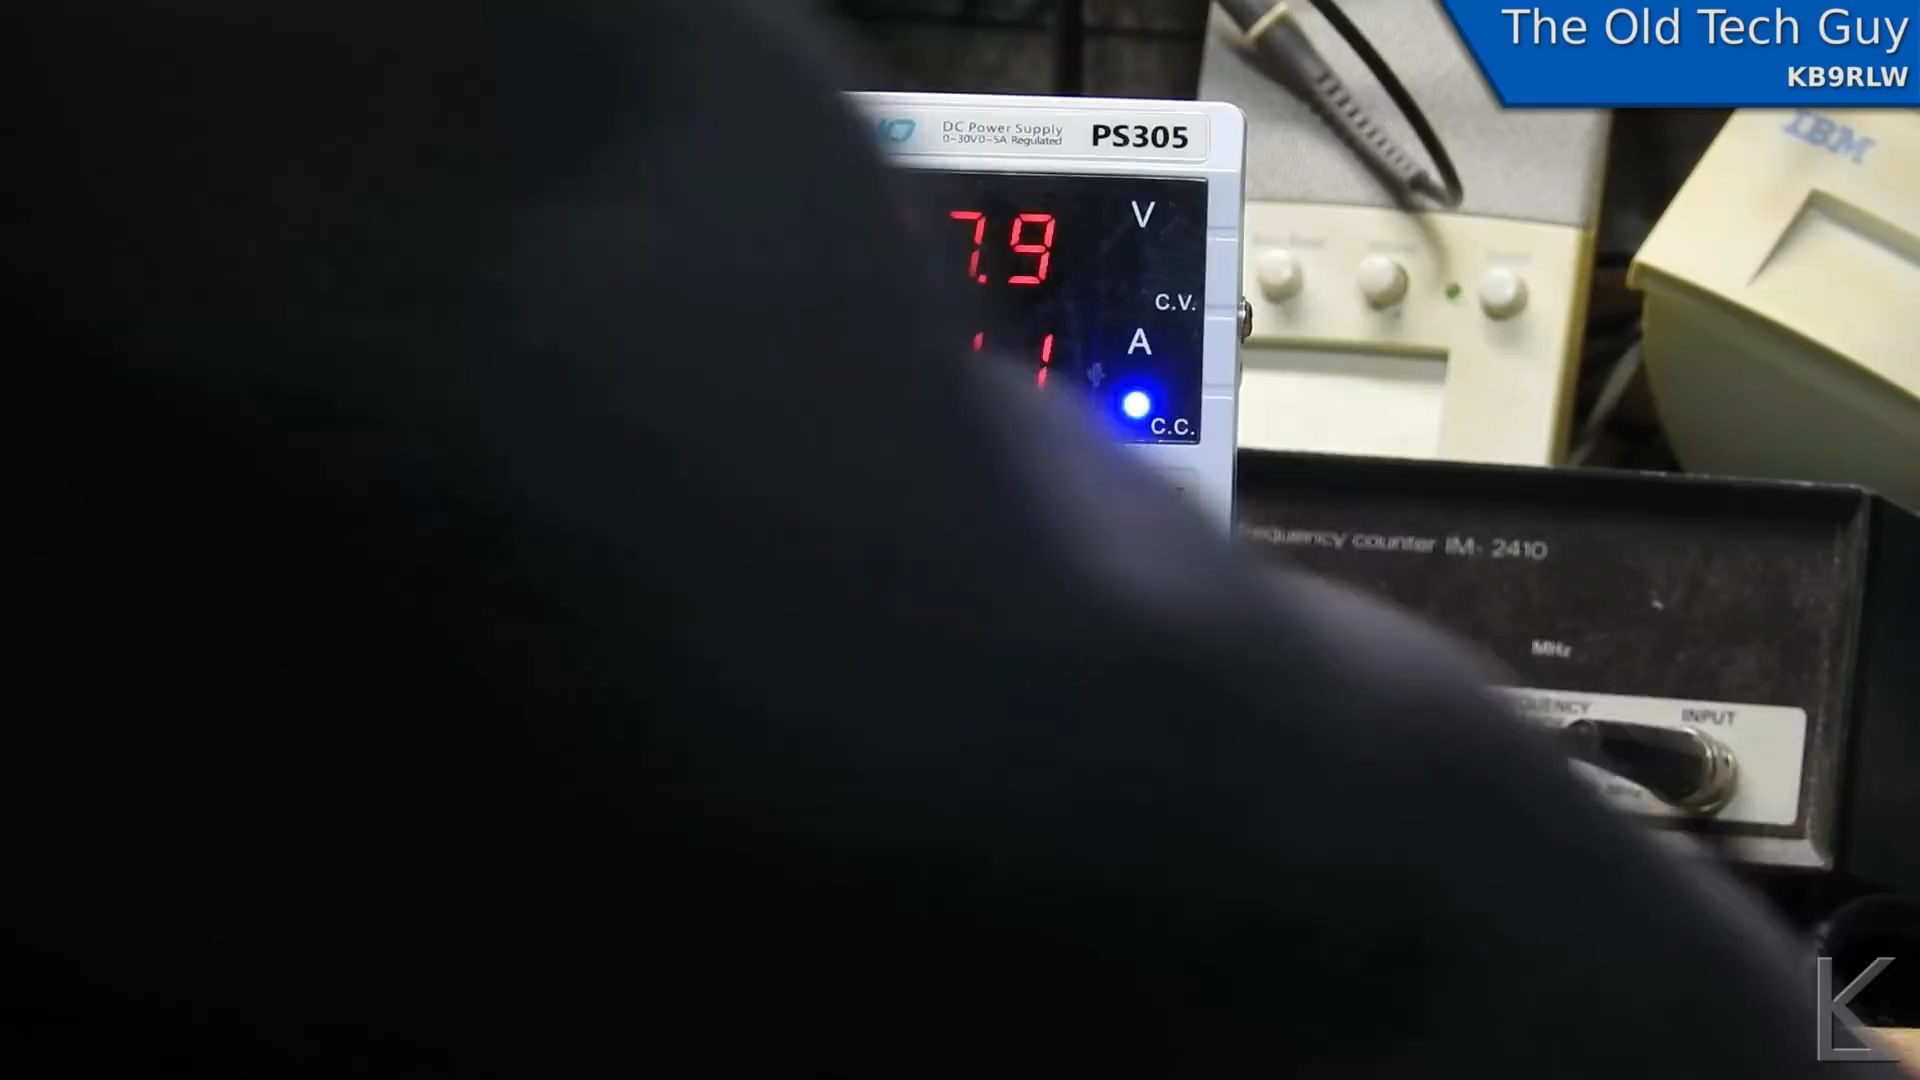 The Old Tech Guy
KB9RLW
DC Power Supply
0-30V0-5A Regulated
PS305
IBM
7.9
V
C.V.
A
C.C.
frequency counter IM-2410
MHz
INPUT